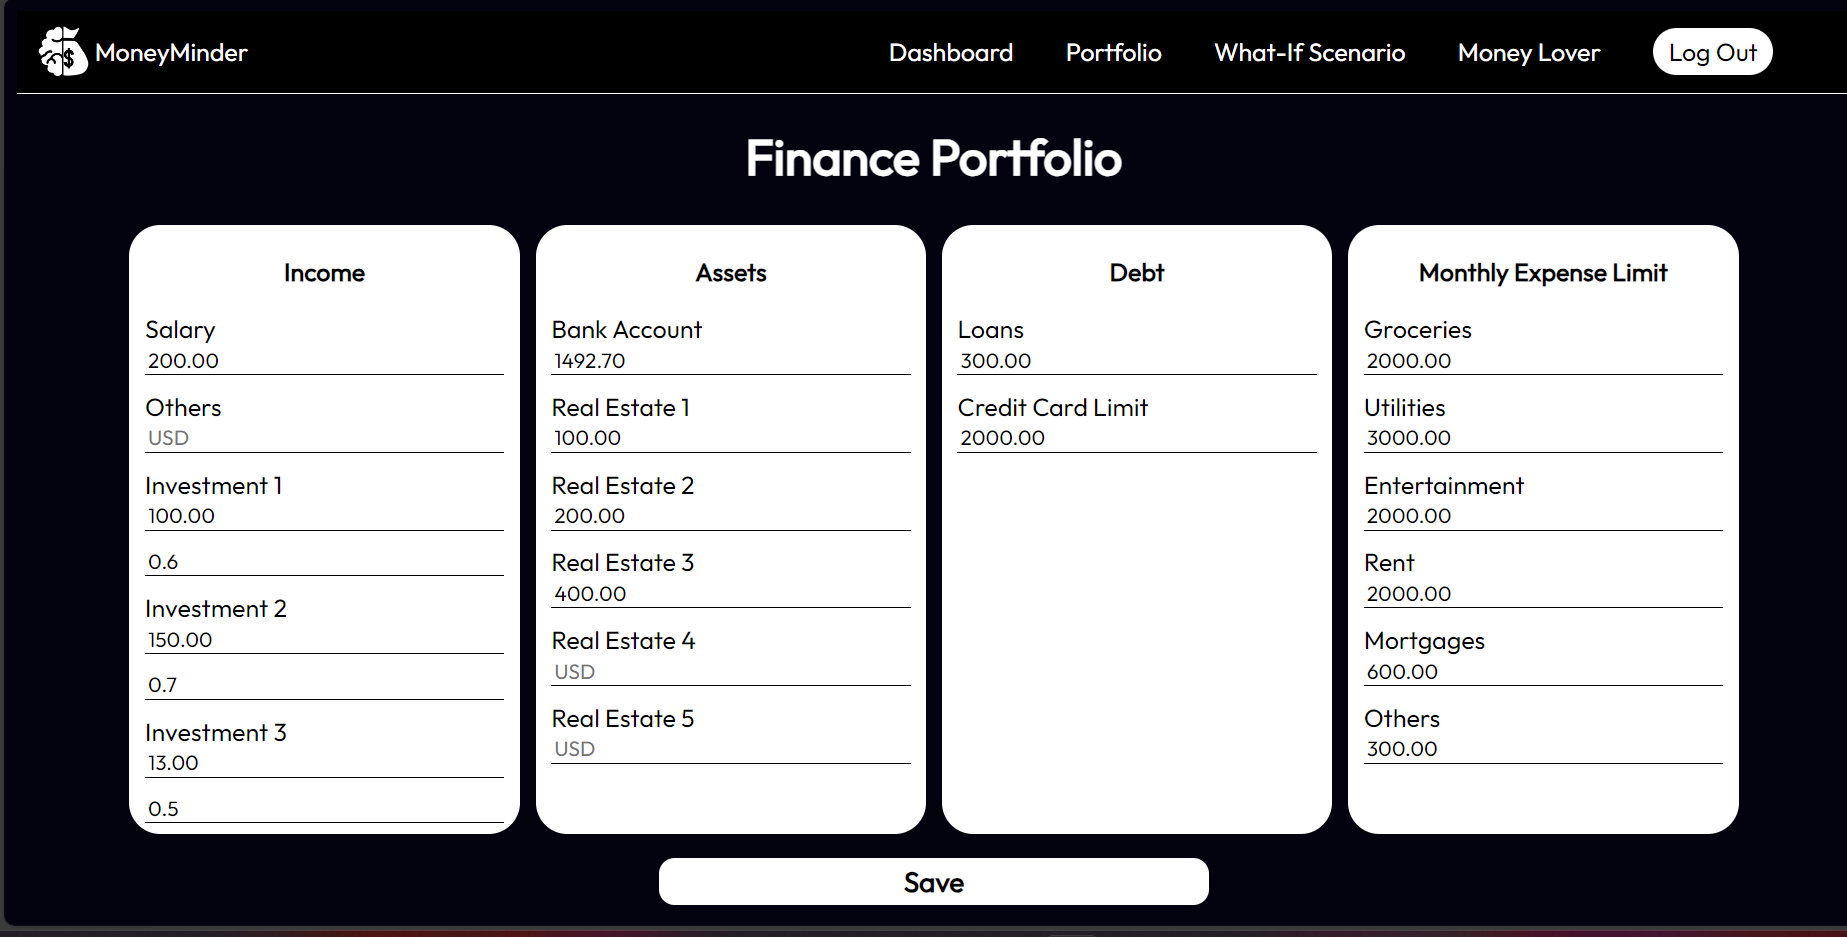 MoneyMinder
Dashboard
Portfolio
What-If Scenario
Money Lover
Log Out
Finance Portfolio
Income
Salary
200.00
Others
USD
Investment 1
100.00
0.6
Investment 2
150.00
0.7
Investment 3
13.00
0.5
Assets
Bank Account
1492.70
Real Estate 1
100.00
Real Estate 2
200.00
Real Estate 3
400.00
Real Estate 4
USD
Real Estate 5
USD
Debt
Loans
300.00
Credit Card Limit
2000.00
Monthly Expense Limit
Groceries
2000.00
Utilities
3000.00
Entertainment
2000.00
Rent
2000.00
Mortgages
600.00
Others
300.00
Save